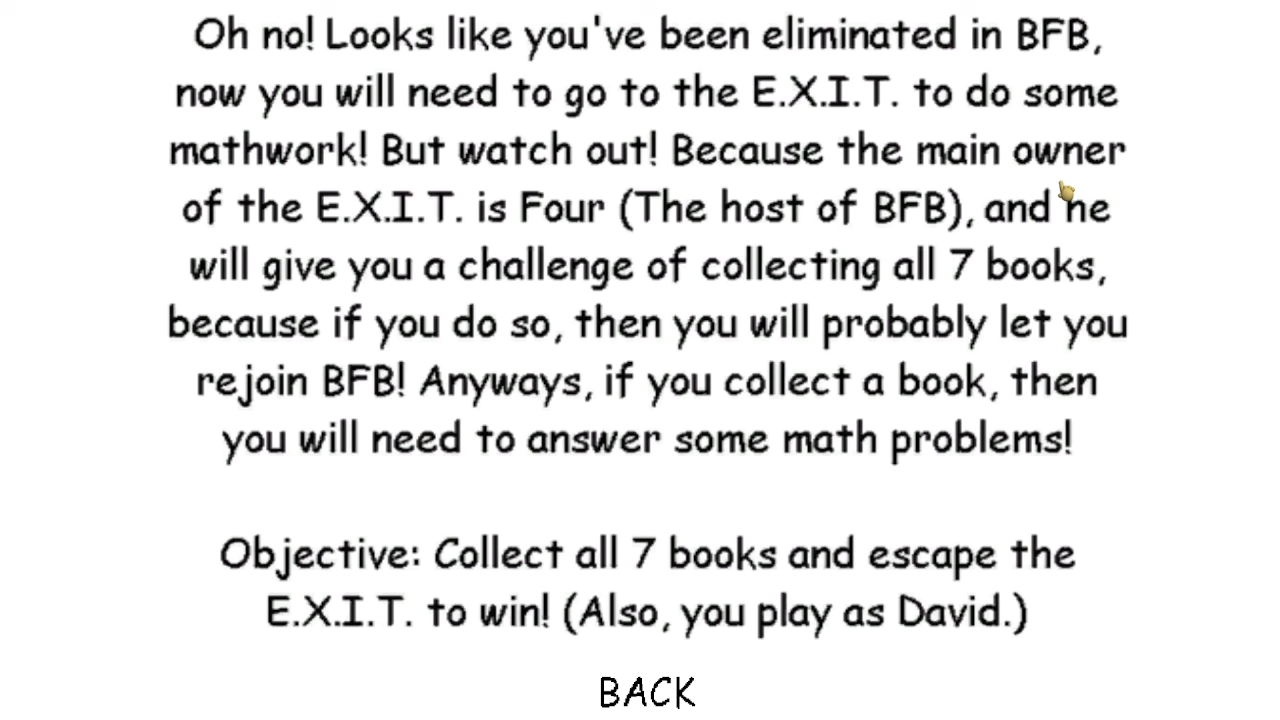 Oh no! Looks like you've been eliminated in BFB,
now you will need to go to the E.X.I.T. to do some
mathwork! But watch out! Because the main owner
of the E.X.I.T. is Four (The host of BFB), and he
will give you a challenge of collecting all 7 books,
because if you do so, then you will probably let you
rejoin BFB! Anyways, if you collect a book, then
you will need to answer some math problems!
Objective: Collect all 7 books and escape the
E.X.I.T. to win! (Also, you play as David.)
BACK